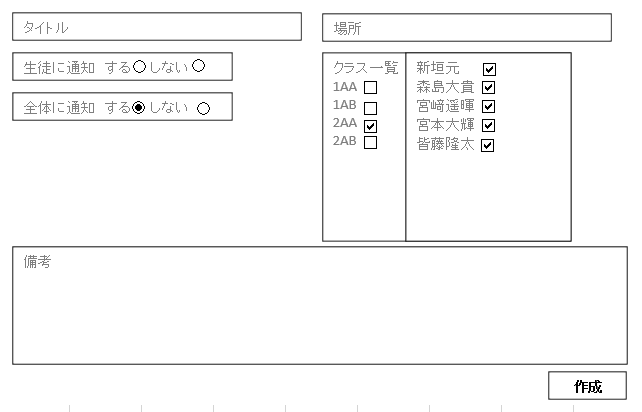 タイトル
場所
生徒に通知 する しない
全体に通知 する しない
クラス一覧
1AA
1AB
2AA
2AB
新垣元
森島大貴
宮﨑遥暉
宮本大輝
皆藤隆太
備考
作成